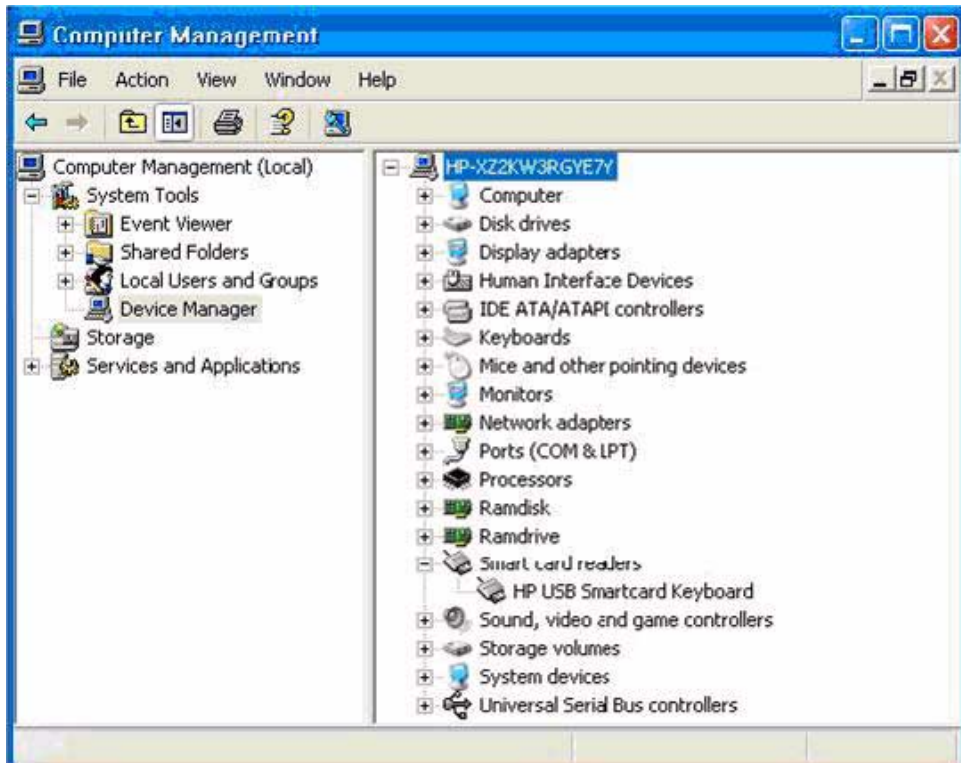 Computer Management
File Action View Window Help
Computer Management (Local)
System Tools
Event Viewer
Shared Folders
Local Users and Groups
Device Manager
Storage
Services and Applications
HP-XZ2KW3RGYE7Y
Computer
Disk drives
Display adapters
Human Interface Devices
IDE ATA/ATAPI controllers
Keyboards
Mice and other pointing devices
Monitors
Network adapters
Ports (COM & LPT)
Processors
Ramdisk
Ramdrive
Smart card readers
HP USB Smartcard Keyboard
Sound, video and game controllers
Storage volumes
System devices
Universal Serial Bus controllers